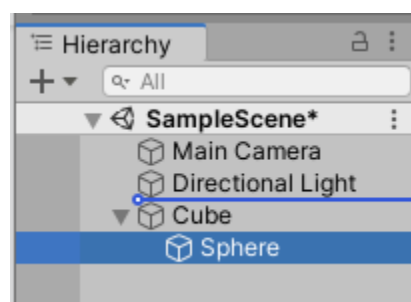 Hierarchy
All
SampleScene*
Main Camera
Directional Light
Cube
Sphere